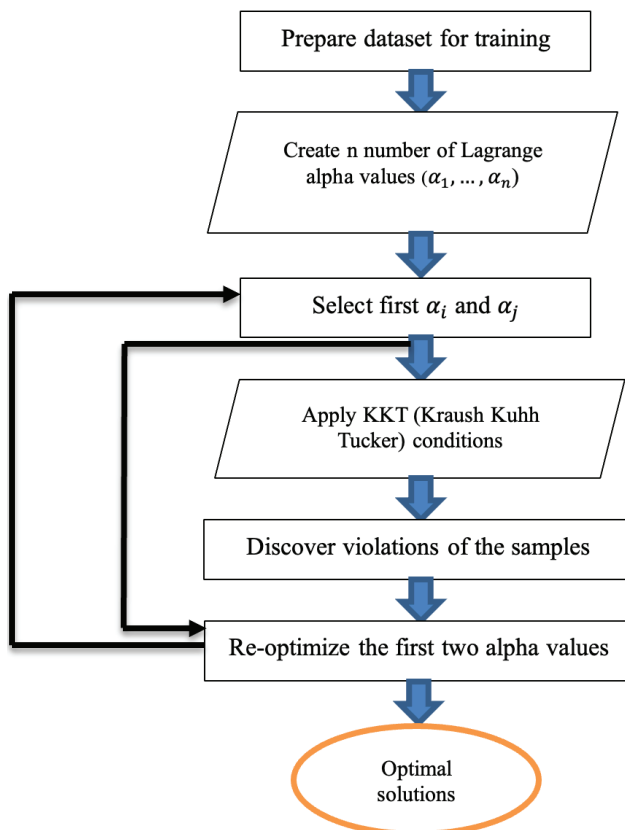 Prepare dataset for training
Create n number of Lagrange
alpha values (α₁, … , αₙ)
Select first αᵢ and αⱼ
Apply KKT (Kraush Kuhh
Tucker) conditions
Discover violations of the samples
Re-optimize the first two alpha values
Optimal
solutions